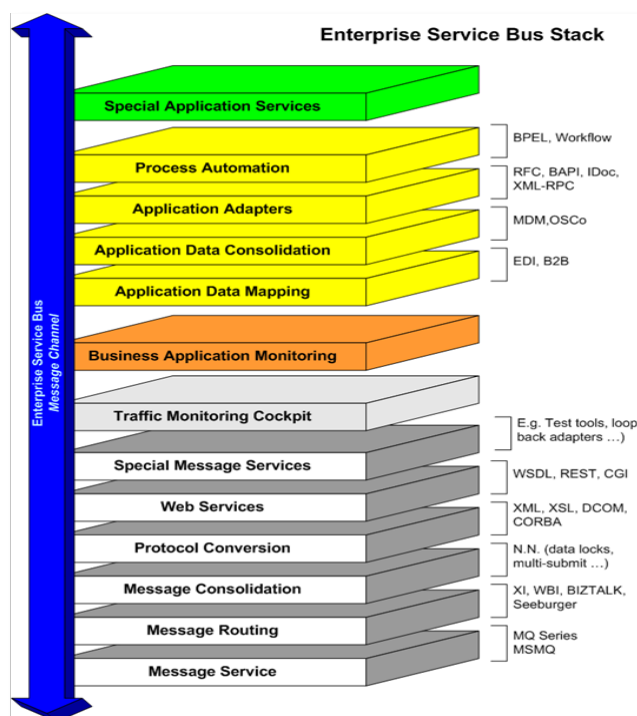 Enterprise Service Bus Stack
Special Application Services
BPEL, Workflow
Process Automation
RFC, BAPI, IDoc,
XML-RPC
Application Adapters
MDM,OSCo
Application Data Consolidation
EDI, B2B
Application Data Mapping
Business Application Monitoring
Enterprise Service Bus
Message Channel
Traffic Monitoring Cockpit
E.g. Test tools, loop
back adapters …)
Special Message Services
WSDL, REST, CGI
Web Services
XML, XSL, DCOM,
CORBA
Protocol Conversion
N.N. (data locks,
multi-submit …)
Message Consolidation
XI, WBI, BIZTALK,
Seeburger
Message Routing
MQ Series
MSMQ
Message Service